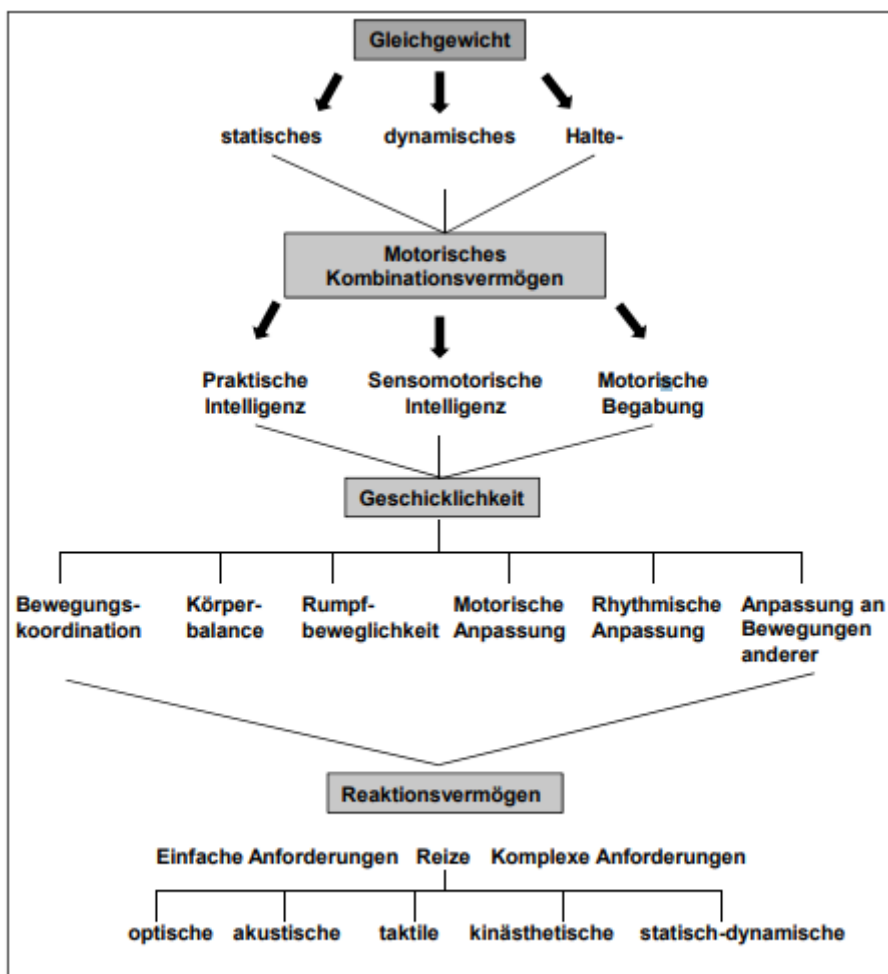 Gleichgewicht
statisches dynamisches Halte-
Motorisches
Kombinationsvermögen
Praktische Sensomotorische Motorische
Intelligenz Intelligenz Begabung
Geschicklichkeit
Bewegungs- Körper- Rumpf- Motorische Rhythmische Anpassung an
koordination balance beweglichkeit Anpassung Anpassung Bewegungen
anderer
Reaktionsvermögen
Einfache Anforderungen Reize Komplexe Anforderungen
optische akustische taktile kinästhetische statisch-dynamische